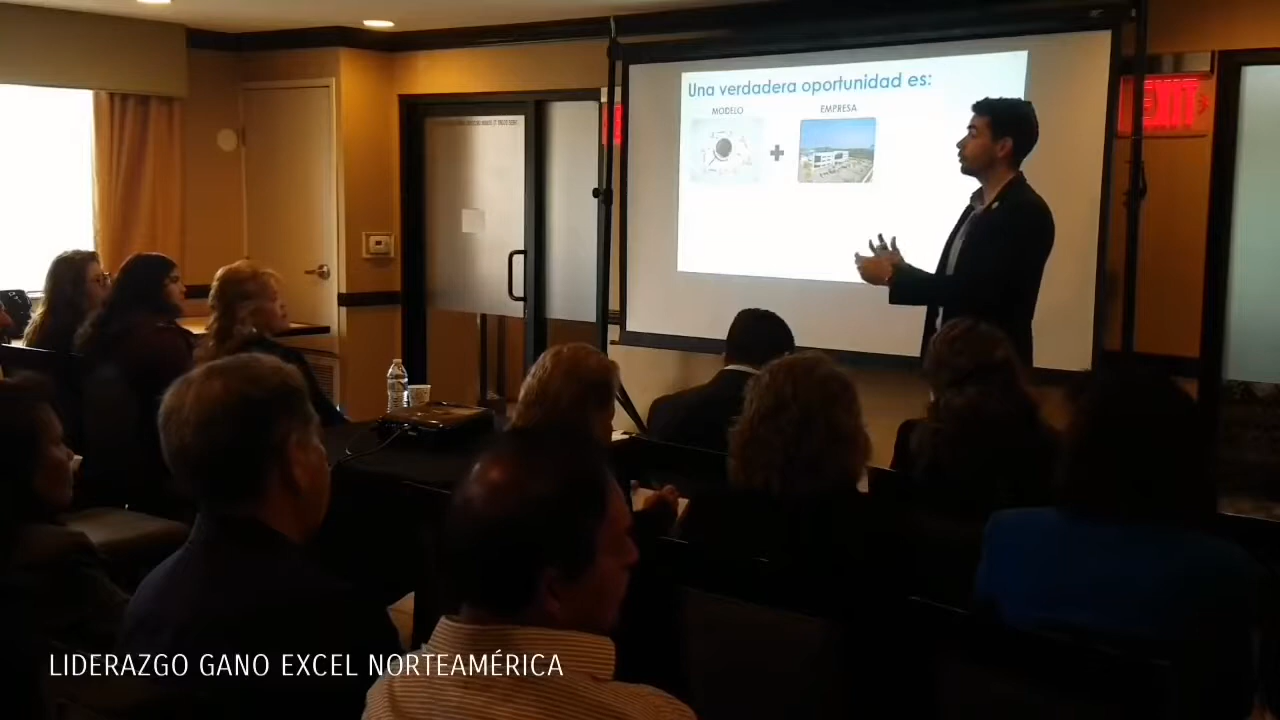 Una verdadera oportunidad es:
MODELO
EMPRESA
EXIT
LIDERAZGO GANO EXCEL NORTEAMÉRICA